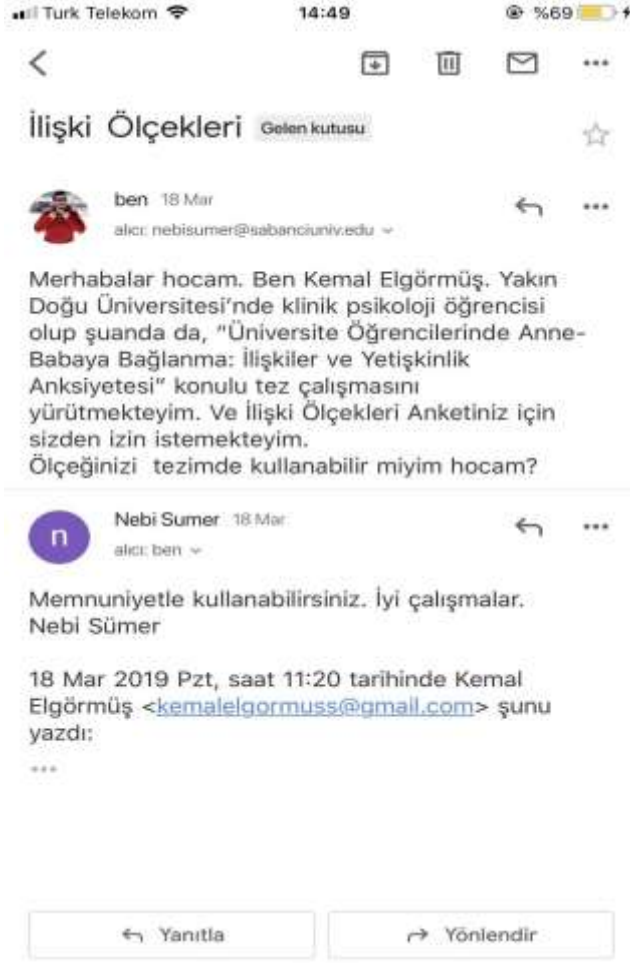 Turk Telekom 14:49 %69
İlişki Ölçekleri Gelen kutusu
ben 18 Mar
alıcı: nebisumer@sabanciuniv.edu
Merhabalar hocam. Ben Kemal Elgörmüş. Yakın
Doğu Üniversitesi’nde klinik psikoloji öğrencisi
olup şuanda da, “Üniversite Öğrencilerinde Anne-
Babaya Bağlanma: İlişkiler ve Yetişkinlik
Anksiyetesi” konulu tez çalışmasını
yürütmekteyim. Ve İlişki Ölçekleri Anketiniz için
sizden izin istemekteyim.
Ölçeğinizi tezimde kullanabilir miyim hocam?
n
Nebi Sumer 18 Mar
alıcı: ben
Memnuniyetle kullanabilirsiniz. İyi çalışmalar.
Nebi Sümer
18 Mar 2019 Pzt, saat 11:20 tarihinde Kemal
Elgörmüş <kemalelgormuss@gmail.com> şunu
yazdı:
Yanıtla
Yönlendir